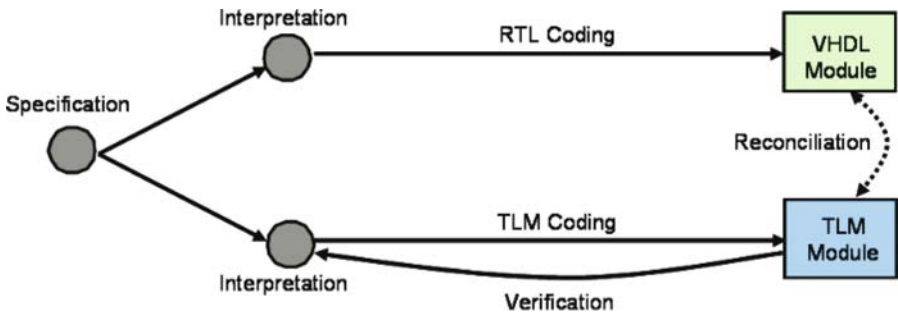 Interpretation
RTL Coding
VHDL
Module
Specification
Reconciliation
TLM Coding
TLM
Module
Interpretation
Verification